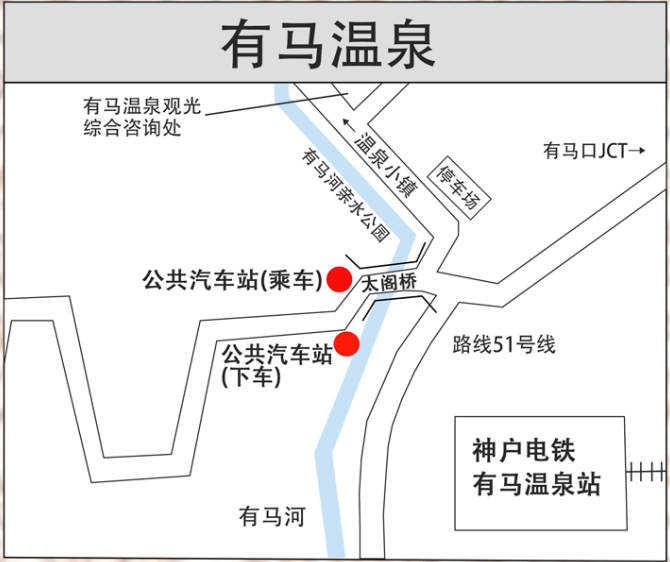 有马温泉
有马温泉观光
综合咨询处
←温泉小镇
有马河亲水公园
停车场
有马口JCT→
公共汽车站(乘车)
太阁桥
公共汽车站
(下车)
路线51号线
神户电铁
有马温泉站
有马河